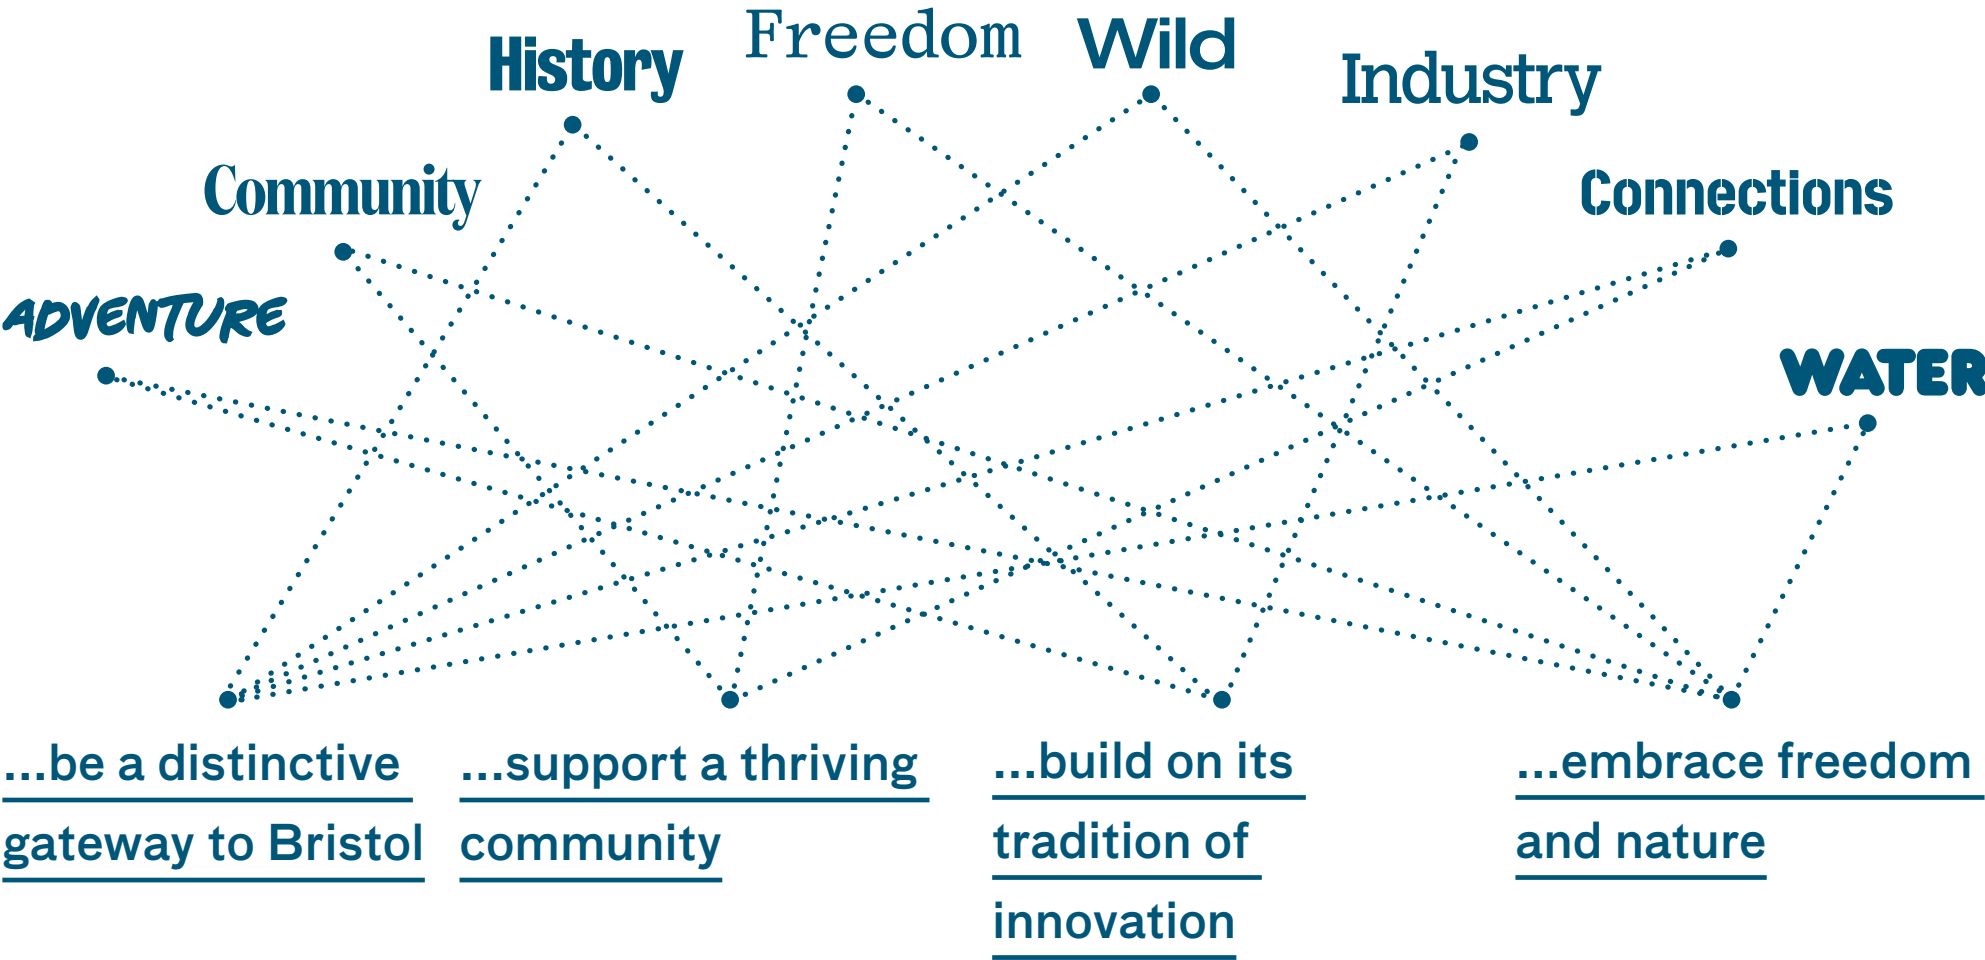 Freedom
Wild
History
Industry
Community
Connections
ADVENTURE
WATER
...be a distinctive
gateway to Bristol
...support a thriving
community
...build on its
tradition of
innovation
...embrace freedom
and nature